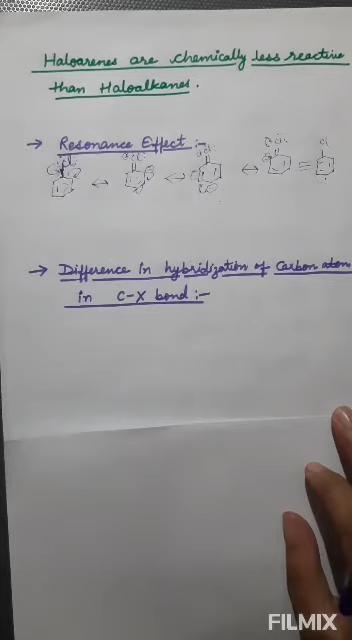 Haloarenes are chemically less reactive
than Haloalkanes.
→ Resonance Effect :-
→ Difference in hybridization of Carbon atom
in C-X bond :-
FILMIX